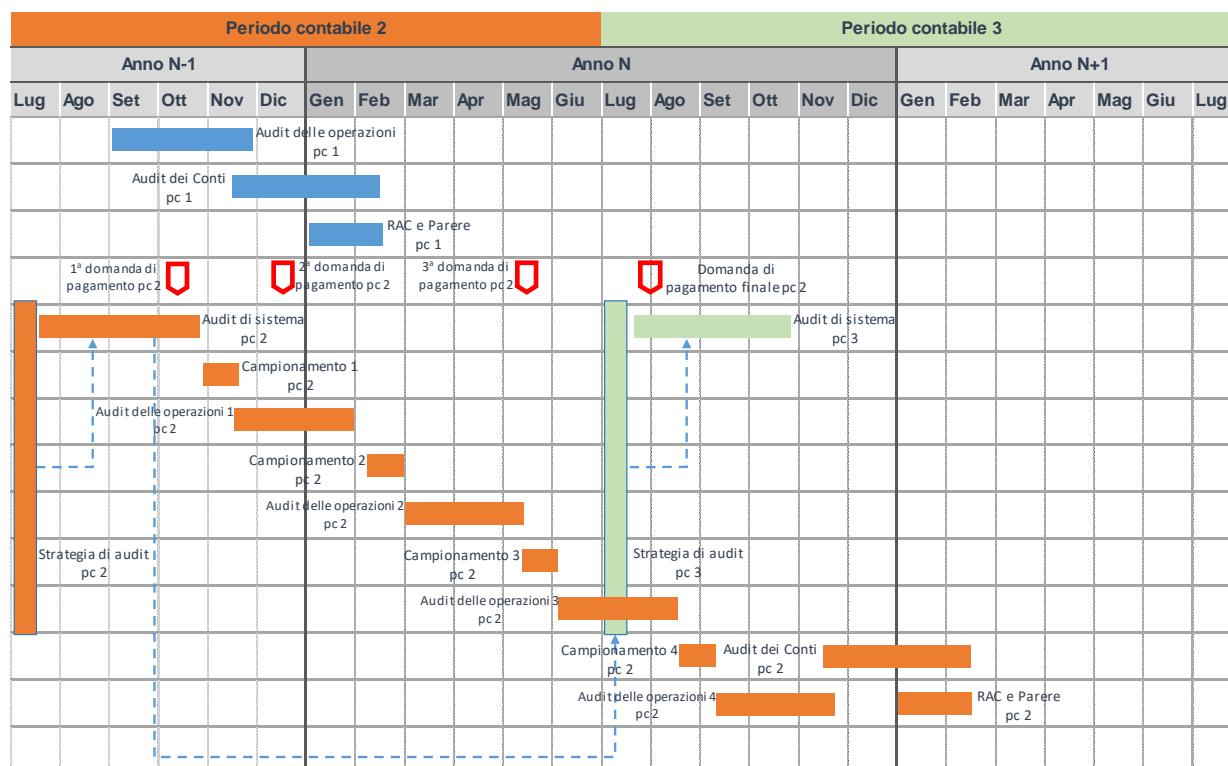 Periodo contabile 2 Periodo contabile 3
Anno N-1 Anno N Anno N+1
Lug Ago Set Ott Nov Dic Gen Feb Mar Apr Mag Giu Lug Ago Set Ott Nov Dic Gen Feb Mar Apr Mag Giu Lug
Audit delle operazioni
pc 1
Audit dei Conti
pc 1
RAC e Parere
pc 1
1ª domanda di
pagamento pc 2
2ª domanda di
pagamento pc 2
3ª domanda di
pagamento pc 2
Domanda di
pagamento finale pc 2
Audit di sistema
pc 2
Audit di sistema
pc 3
Campionamento 1
pc 2
Audit delle operazioni 1
pc 2
Campionamento 2
pc 2
Audit delle operazioni 2
pc 2
Strategia di audit
pc 2
Campionamento 3
pc 2
Strategia di audit
pc 3
Audit delle operazioni 3
pc 2
Campionamento 4
pc 2
Audit dei Conti
pc 2
Audit delle operazioni 4
pc 2
RAC e Parere
pc 2